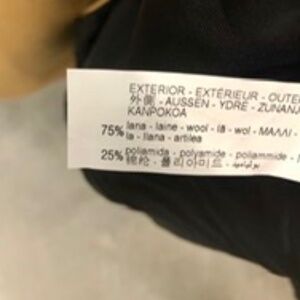 EXTERIOR - EXTÉRIEUR - OUTE
外側 - AUSSEN - YDRE - ZUNANJ
KANPOKOA
75% lana - laine - wool - lã - wol - ΜΑΛΛΙ -
la - llana - artilea
25% poliamida - polyamide - poliammide -
锦纶 - 폴리아미드 - بوليامید